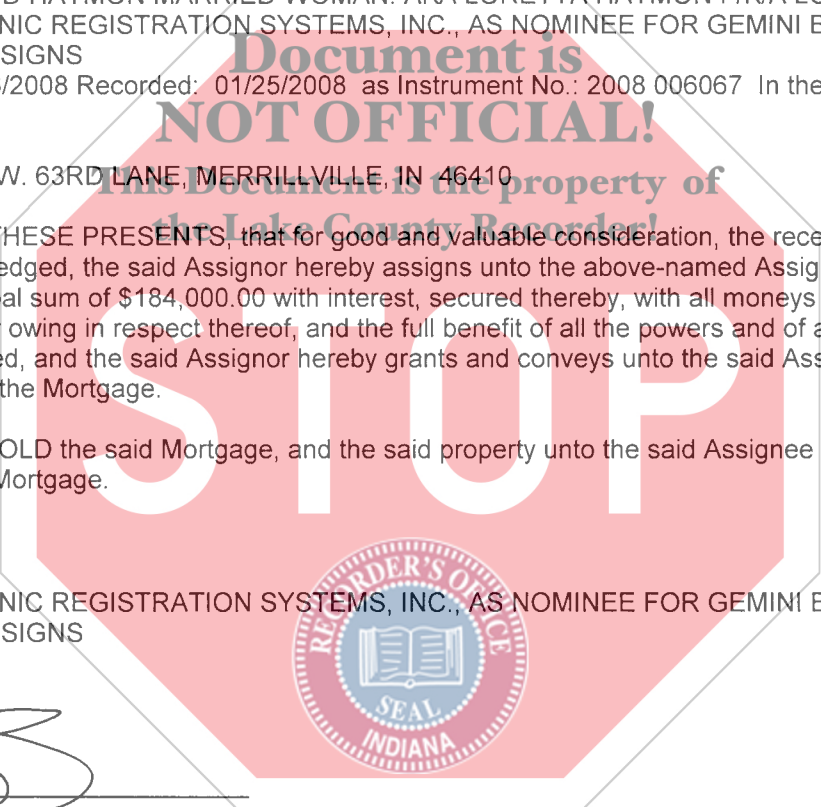 D HAYMON MARRIED WOMAN. AKA LORETTA HAYMON F/K/A
NIC REGISTRATION SYSTEMS, INC., AS NOMINEE FOR GEMINI
SIGNS
Document is
/2008 Recorded: 01/25/2008 as Instrument No.: 2008 006067 In the
NOT OFFICIAL!
W. 63RD LANE, MERRILLVILLE, IN 46410
This Document is the property of
the Lake County Recorder!
HESE PRESENTS, that for good and valuable consideration, the rece
edged, the said Assignor hereby assigns unto the above-named Assig
al sum of $184,000.00 with interest, secured thereby, with all moneys
owing in respect thereof, and the full benefit of all the powers and of a
ed, and the said Assignor hereby grants and conveys unto the said Ass
the Mortgage.
STOP
OLD the said Mortgage, and the said property unto the said Assignee
Mortgage.
RECORDER'S OFFICE
NIC REGISTRATION SYSTEMS, INC., AS NOMINEE FOR GEMINI
SIGNS
SEAL
INDIANA